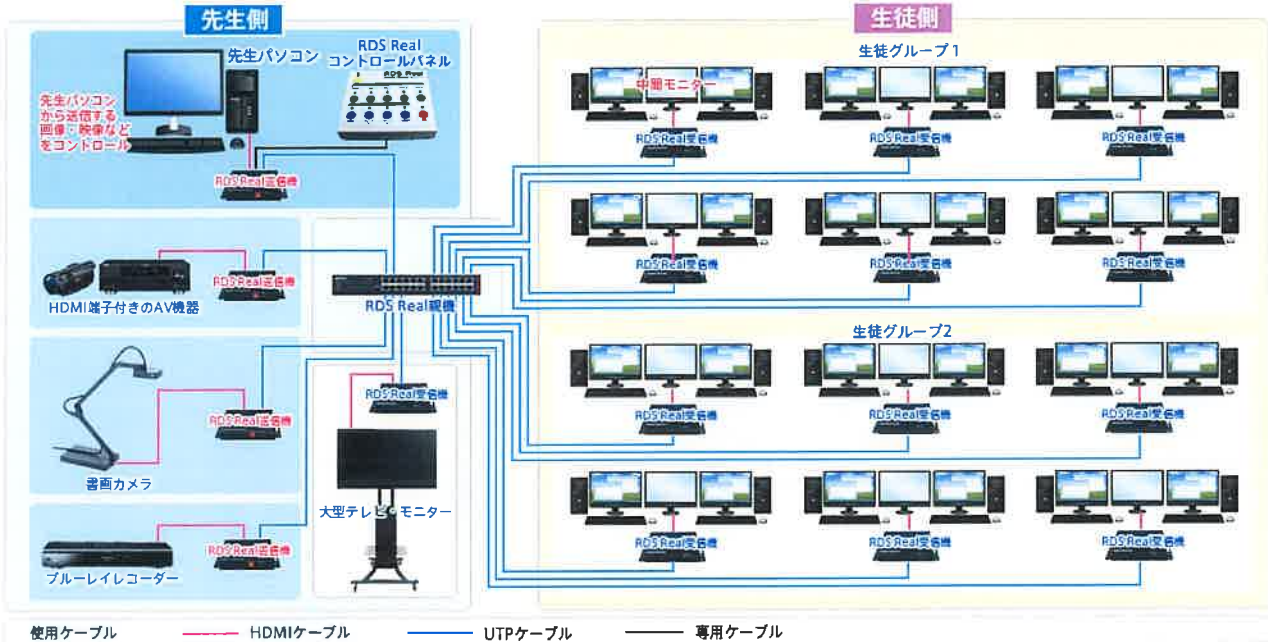 先生側
先生パソコン
RDS Real
コントロールパネル
RDS Real
先生パソコン
から送信する
画像・映像など
をコントロール
RDS Real送信機
RDS Real送信機
HDMI端子付きのAV機器
RDS Real親機
RDS Real送信機
書画カメラ
RDS Real受信機
大型テレビ・モニター
RDS Real送信機
ブルーレイレコーダー
生徒側
生徒グループ1
中間モニター
RDS Real受信機
RDS Real受信機
RDS Real受信機
RDS Real受信機
RDS Real受信機
RDS Real受信機
生徒グループ2
RDS Real受信機
RDS Real受信機
RDS Real受信機
RDS Real受信機
RDS Real受信機
RDS Real受信機
使用ケーブル HDMIケーブル UTPケーブル 専用ケーブル